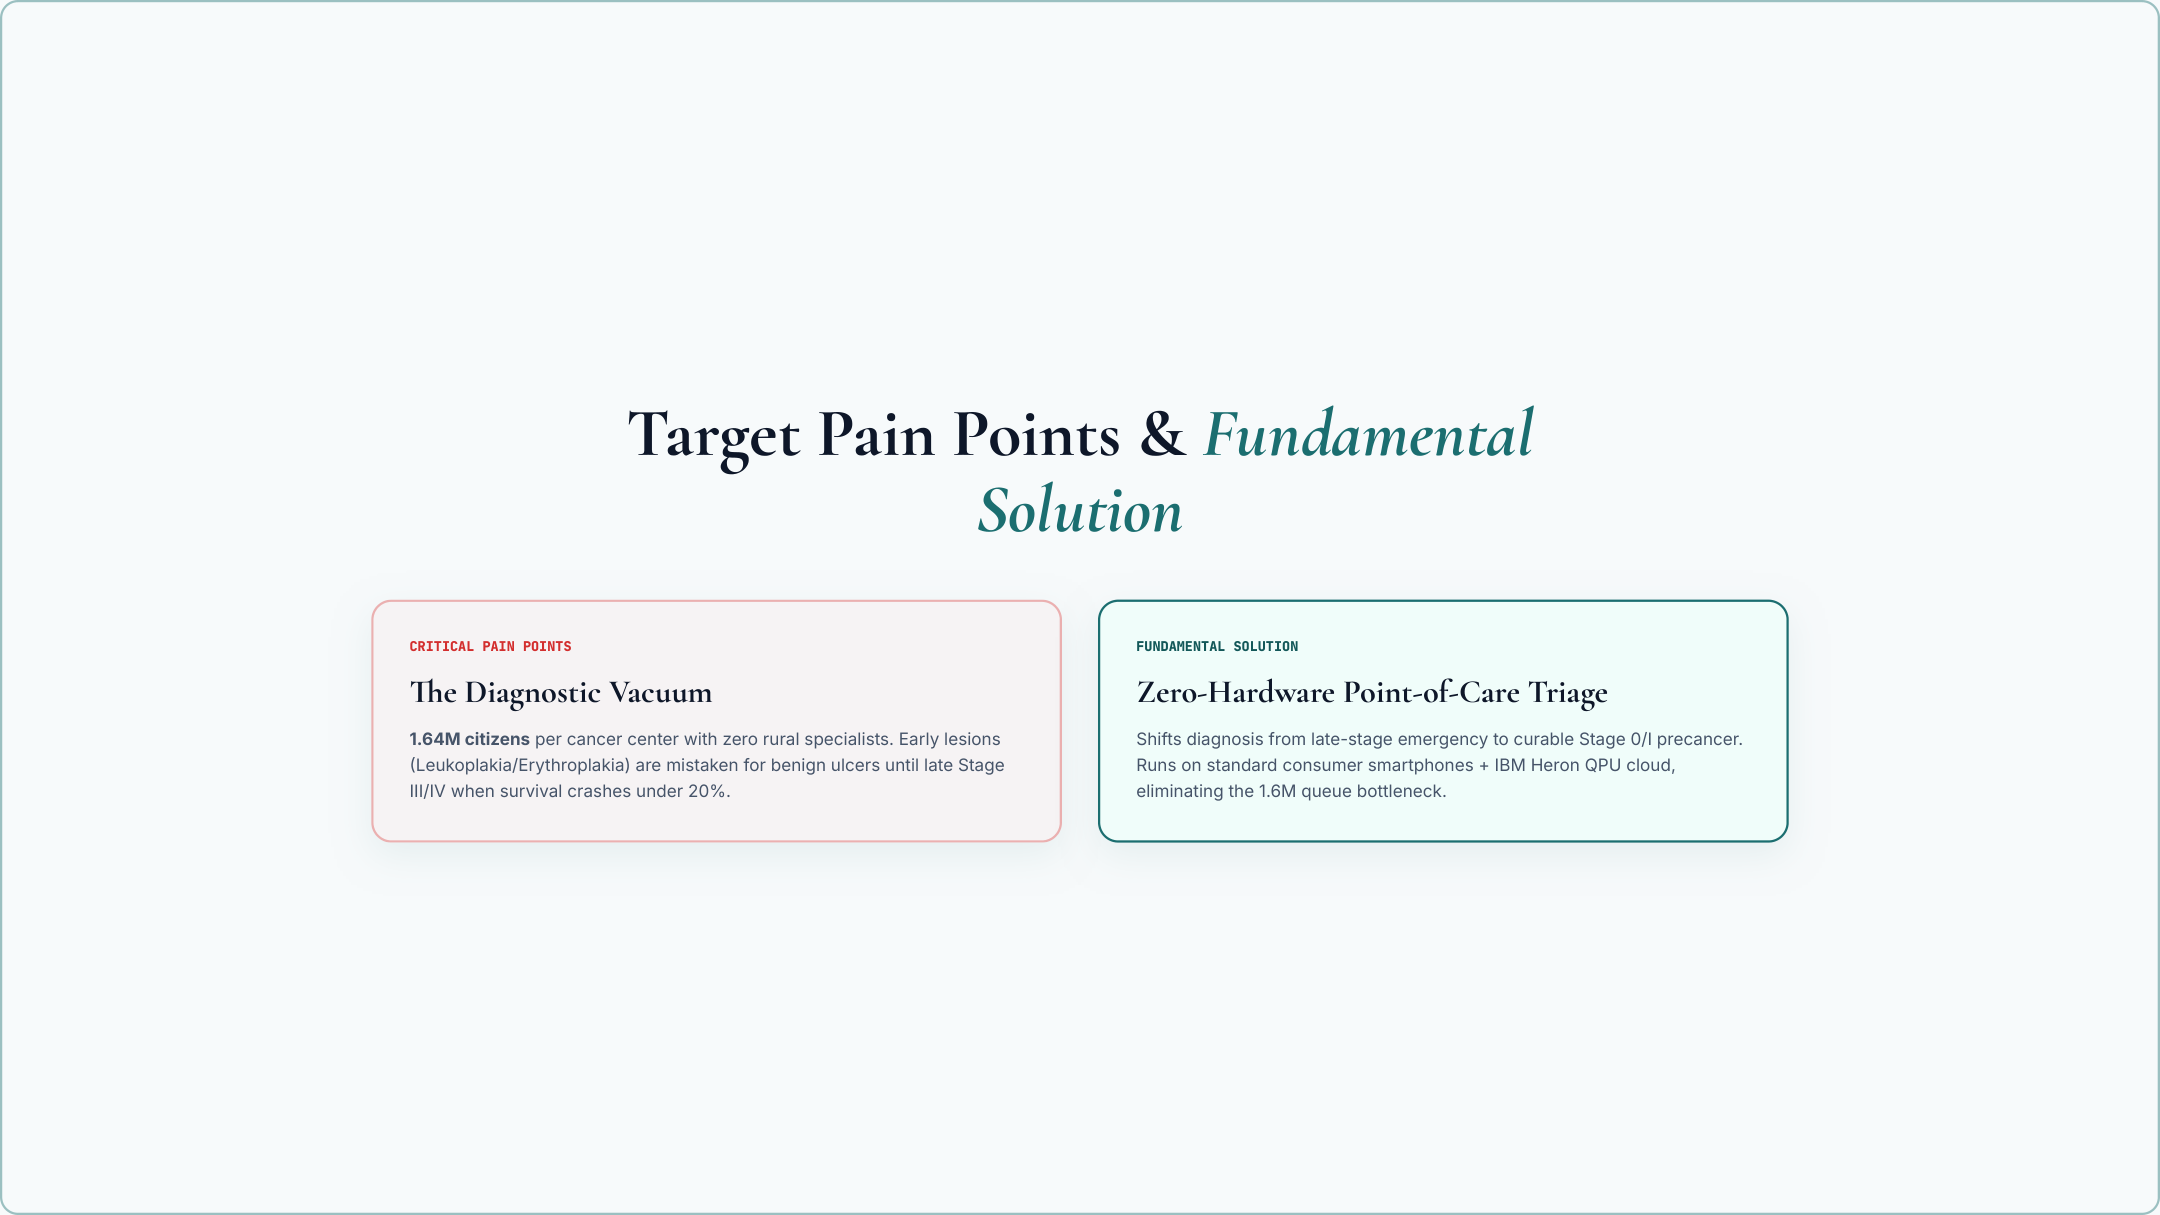 Target Pain Points & Fundamental
Solution
CRITICAL PAIN POINTS
The Diagnostic Vacuum
1.64M citizens per cancer center with zero rural specialists. Early lesions
(Leukoplakia/Erythroplakia) are mistaken for benign ulcers until late Stage
III/IV when survival crashes under 20%.
FUNDAMENTAL SOLUTION
Zero-Hardware Point-of-Care Triage
Shifts diagnosis from late-stage emergency to curable Stage 0/I precancer.
Runs on standard consumer smartphones + IBM Heron QPU cloud,
eliminating the 1.6M queue bottleneck.